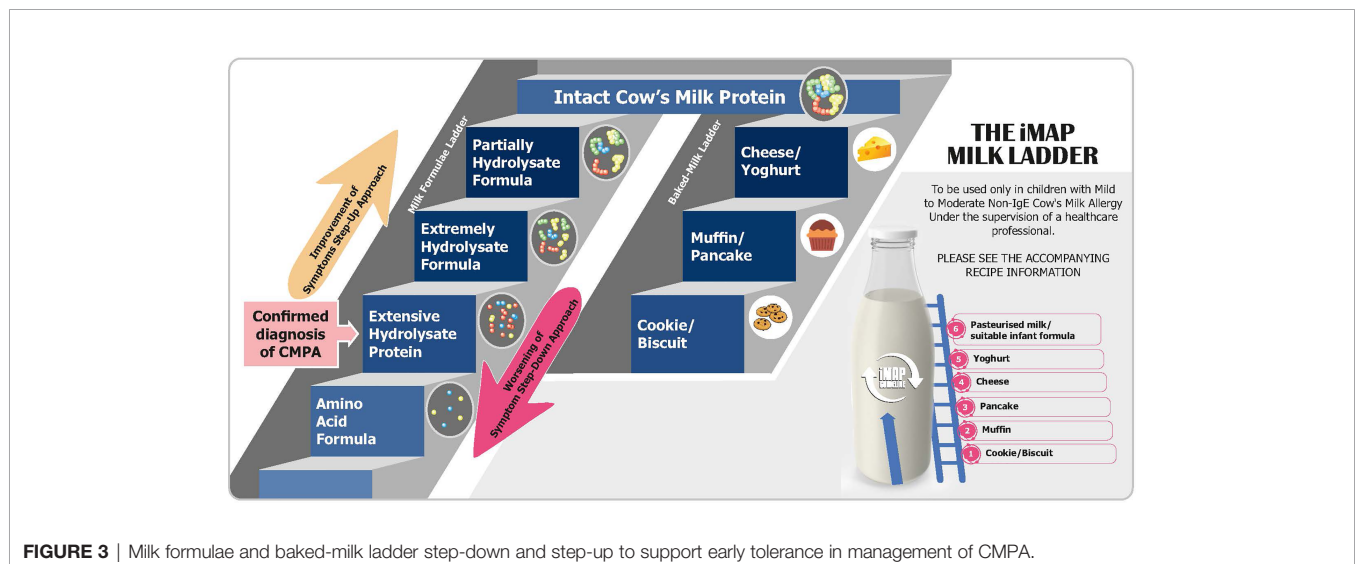 Intact Cow's Milk Protein
Milk Formulae Ladder
Partially
Hydrolysate
Formula
Extremely
Hydrolysate
Formula
Extensive
Hydrolysate
Protein
Amino
Acid
Formula
Improvement of
Symptoms Step-Up Approach
Confirmed
diagnosis
of CMPA
Worsening of
Symptom Step-Down Approach
Baked-Milk Ladder
Cheese/
Yoghurt
Muffin/
Pancake
Cookie/
Biscuit
THE iMAP
MILK LADDER
To be used only in children with Mild
to Moderate Non-IgE Cow's Milk Allergy
Under the supervision of a healthcare
professional.
PLEASE SEE THE ACCOMPANYING
RECIPE INFORMATION
iMAP
6 Pasteurised milk/
suitable infant formula
5 Yoghurt
4 Cheese
3 Pancake
2 Muffin
1 Cookie/Biscuit
FIGURE 3 | Milk formulae and baked-milk ladder step-down and step-up to support early tolerance in management of CMPA.